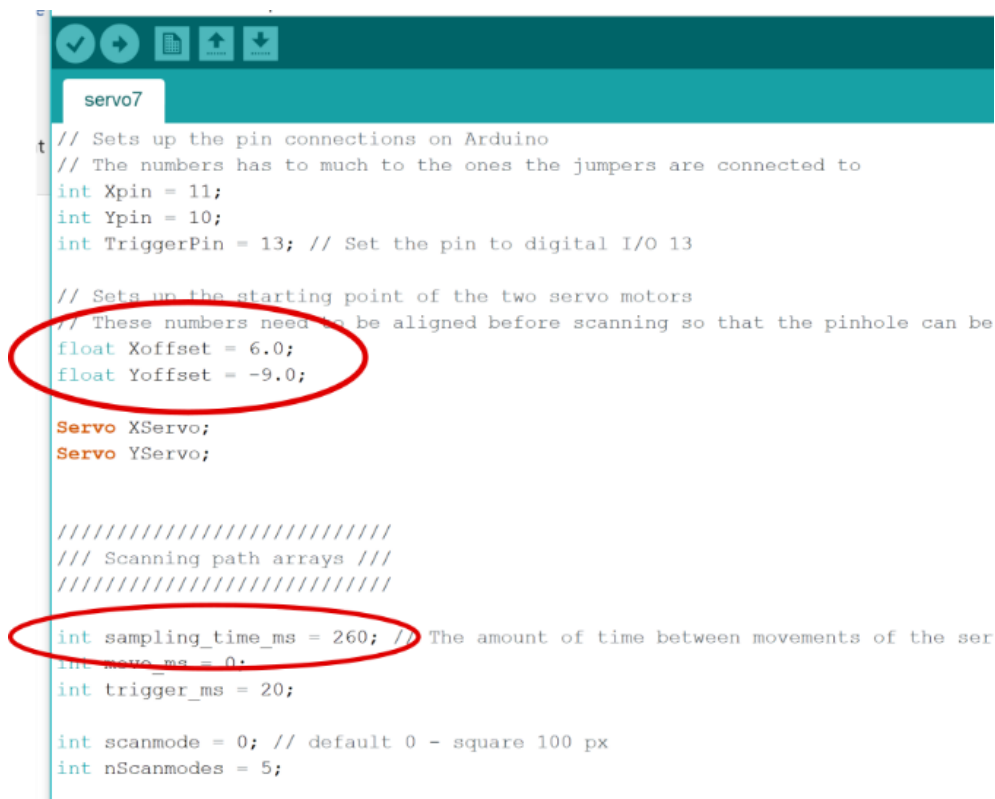 servo7
// Sets up the pin connections on Arduino
t
// The numbers has to much to the ones the jumpers are connected to
int Xpin = 11;
int Ypin = 10;
int TriggerPin = 13; // Set the pin to digital I/O 13
// Sets up the starting point of the two servo motors
// These numbers need to be aligned before scanning so that the pinhole can be
float Xoffset = 6.0;
float Yoffset = -9.0;
Servo XServo;
Servo YServo;
////////////////////////////
/// Scanning path arrays ///
////////////////////////////
int sampling_time_ms = 260; // The amount of time between movements of the ser
int move_ms = 0;
int trigger_ms = 20;
int scanmode = 0; // default 0 - square 100 px
int nScanmodes = 5;